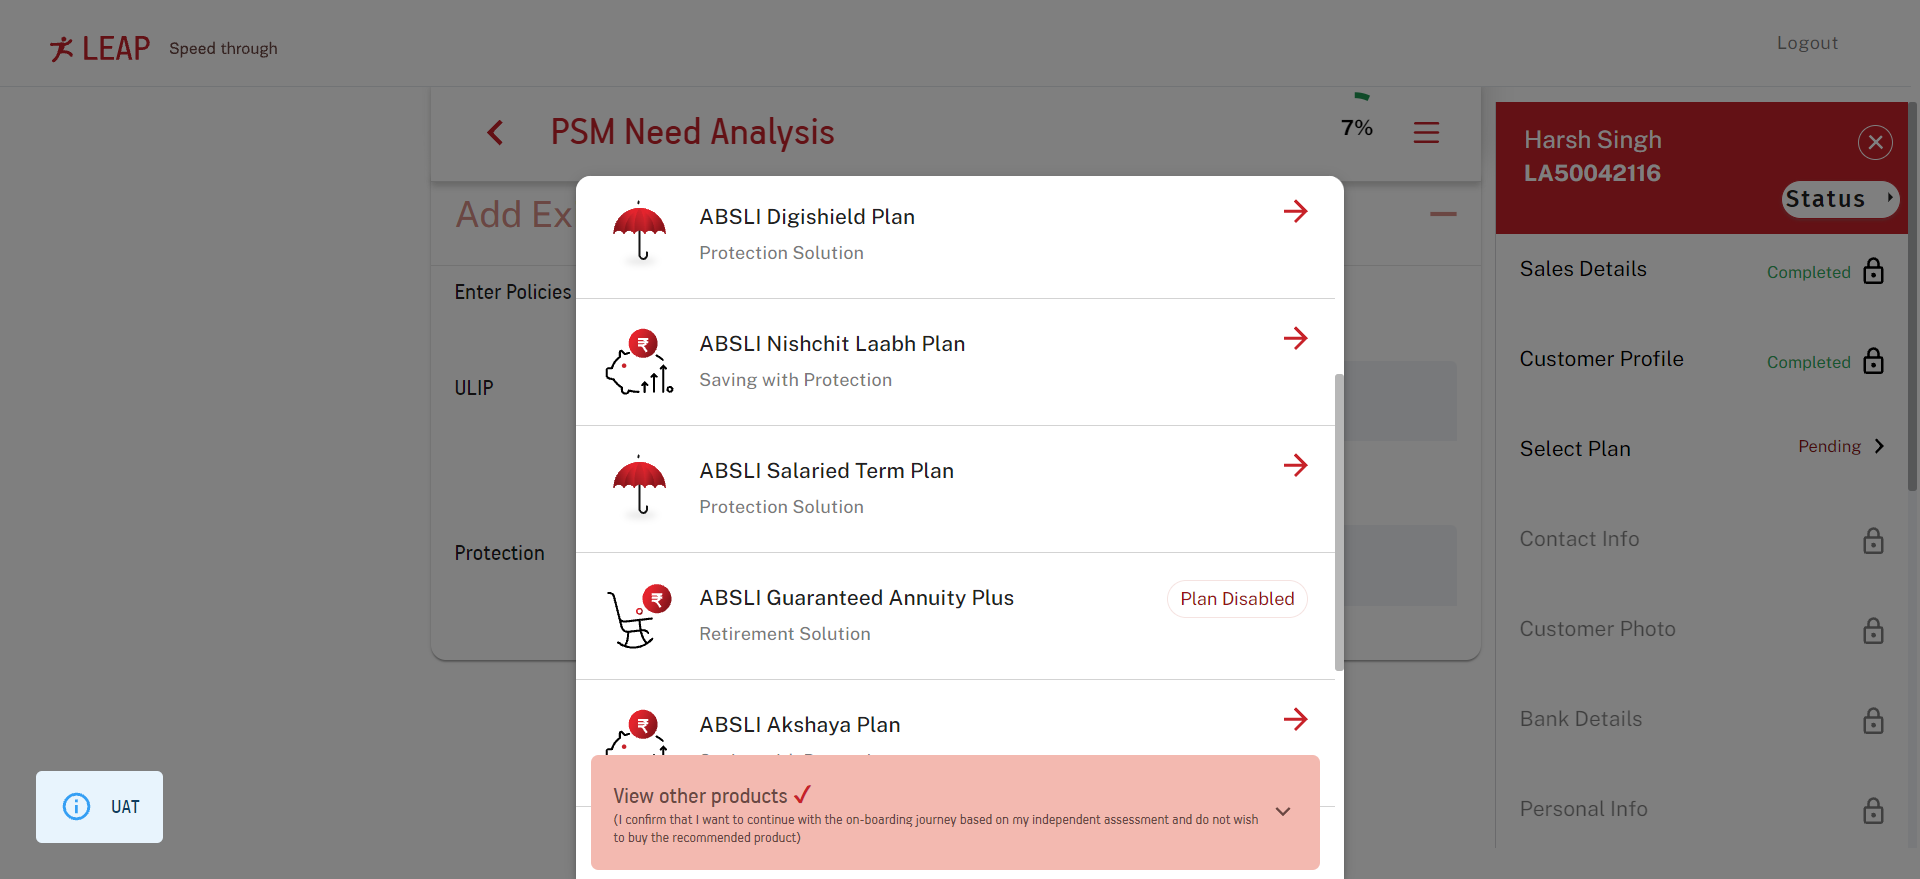 LEAP Speed through
Logout
PSM Need Analysis
7%
Add Ex
Enter Policies
ULIP
Protection
ABSLI Digishield Plan
Protection Solution
ABSLI Nishchit Laabh Plan
Saving with Protection
ABSLI Salaried Term Plan
Protection Solution
ABSLI Guaranteed Annuity Plus
Plan Disabled
Retirement Solution
ABSLI Akshaya Plan
View other products
(I confirm that I want to continue with the on-boarding journey based on my independent assessment and do not wish
to buy the recommended product)
Harsh Singh
LA50042116
Status
Sales Details Completed
Customer Profile Completed
Select Plan Pending
Contact Info
Customer Photo
Bank Details
Personal Info
UAT